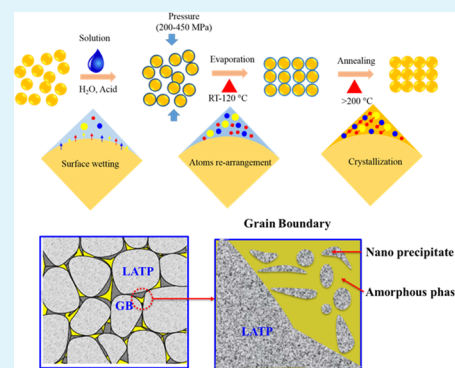 Pressure
(200-450 MPa)
Solution
Evaporation
Annealing
H₂O, Acid
RT-120 °C
>200 °C
Surface wetting
Atoms re-arrangement
Crystallization
Grain Boundary
LATP
GB
Nano precipitate
Amorphous phas
LATP